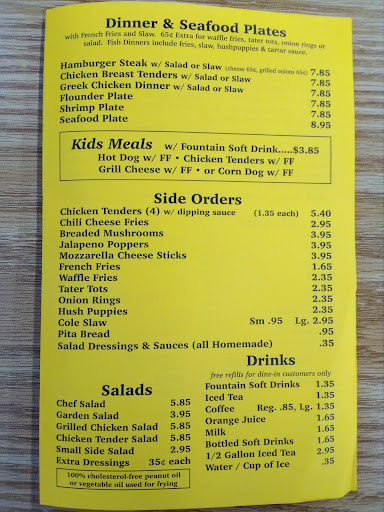 Dinner & Seafood Plates
with French Fries and Slaw. 65¢ Extra for waffle fries, tater tots, onion rings or
salad. Fish Dinners include fries, slaw, hushpuppies & tartar sauce.
Hamburger Steak w/ Salad or Slaw (cheese 65¢, grilled onions 65¢) 7.85
Chicken Breast Tenders w/ Salad or Slaw 7.85
Greek Chicken Dinner w/ Salad or Slaw 7.85
Flounder Plate 7.85
Shrimp Plate 7.85
Seafood Plate 8.95
Kids Meals w/ Fountain Soft Drink.....$3.85
Hot Dog w/ FF • Chicken Tenders w/ FF
Grill Cheese w/ FF • or Corn Dog w/ FF
Side Orders
Chicken Tenders (4) w/ dipping sauce (1.35 each) 5.40
Chili Cheese Fries 2.95
Breaded Mushrooms 3.95
Jalapeno Poppers 3.95
Mozzarella Cheese Sticks 3.95
French Fries 1.65
Waffle Fries 2.35
Tater Tots 2.35
Onion Rings 2.35
Hush Puppies 2.35
Cole Slaw Sm .95 Lg. 2.95
Pita Bread .95
Salad Dressings & Sauces (all Homemade) .35
Salads
Chef Salad 5.85
Garden Salad 3.95
Grilled Chicken Salad 5.85
Chicken Tender Salad 5.85
Small Side Salad 2.95
Extra Dressings 35¢ each
100% cholesterol-free peanut oil
or vegetable oil used for frying
Drinks
free refills for dine-in customers only
Fountain Soft Drinks 1.35
Iced Tea 1.35
Coffee Reg. .85, Lg. 1.35
Orange Juice 1.65
Milk 1.65
Bottled Soft Drinks 1.65
1/2 Gallon Iced Tea 2.95
Water / Cup of Ice .35